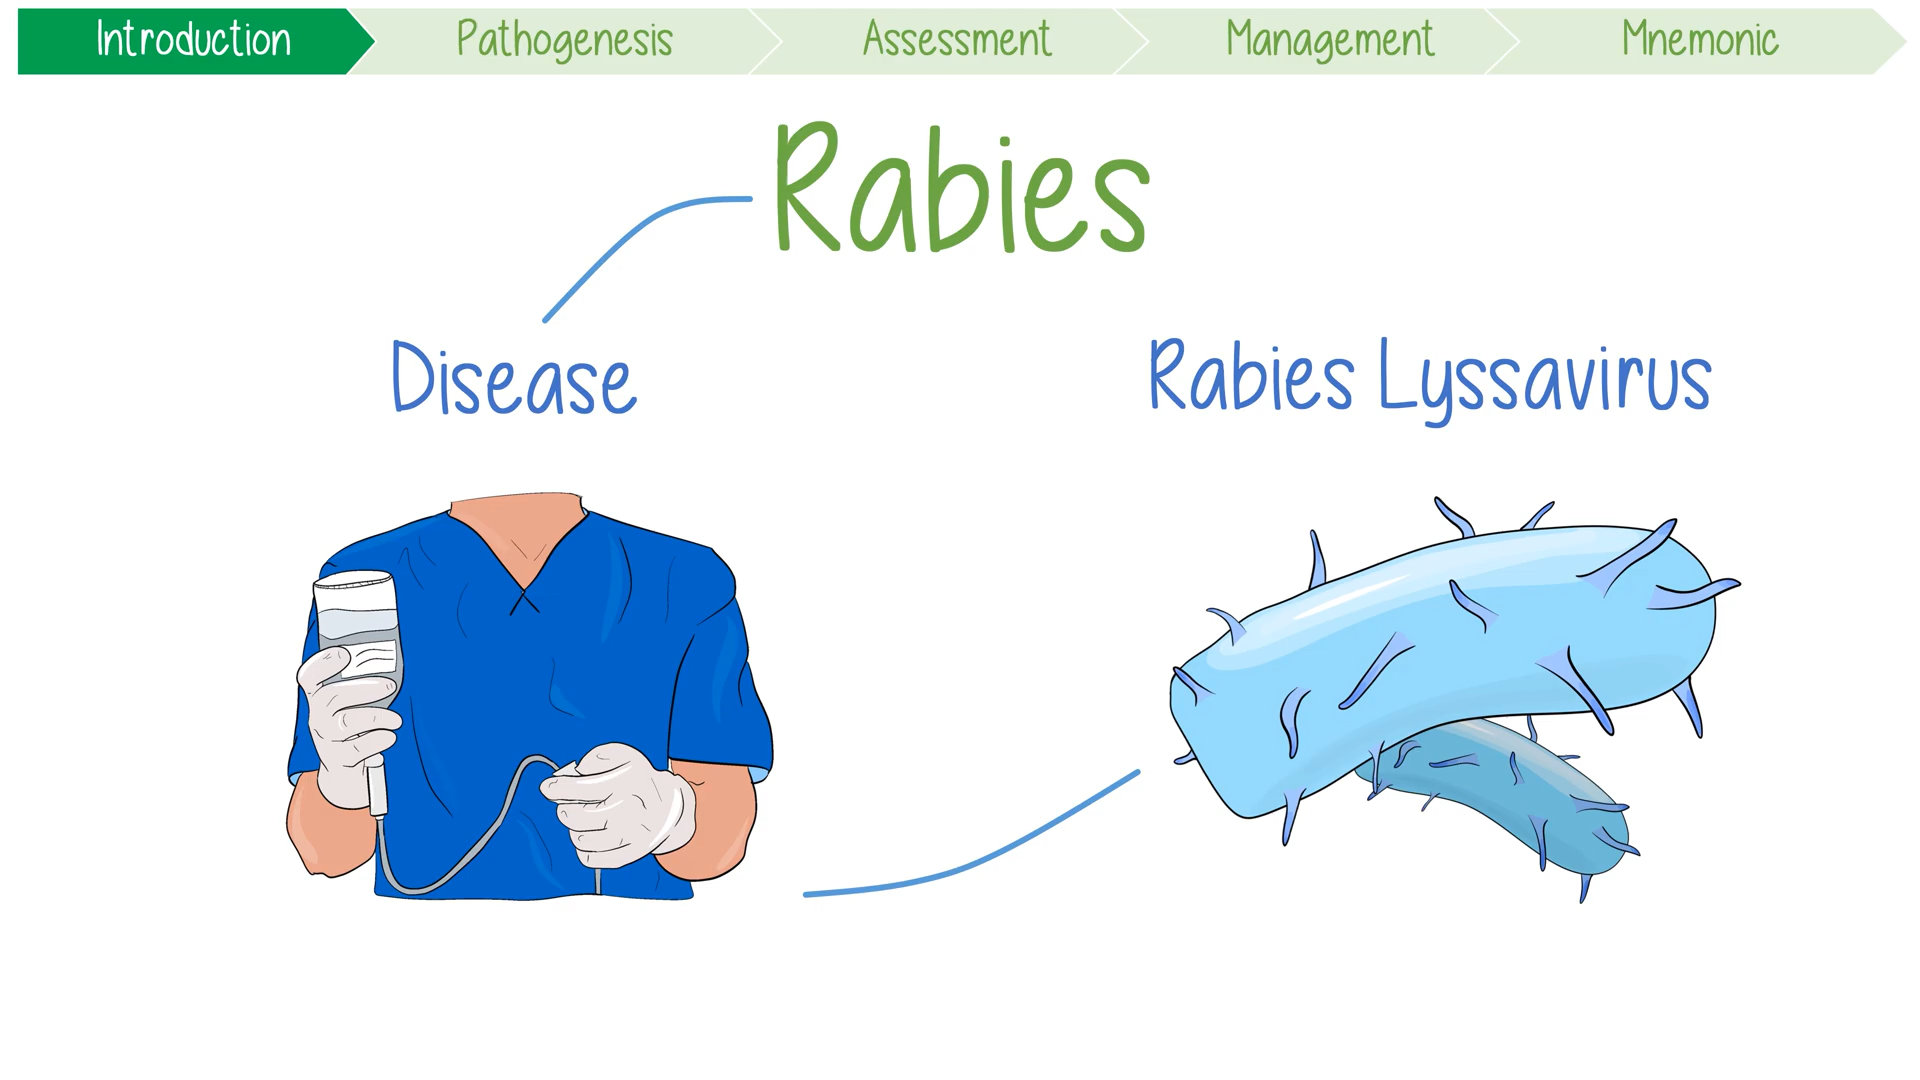 Introduction
Pathogenesis
Assessment
Management
Mnemonic
Rabies
Disease
Rabies Lyssavirus